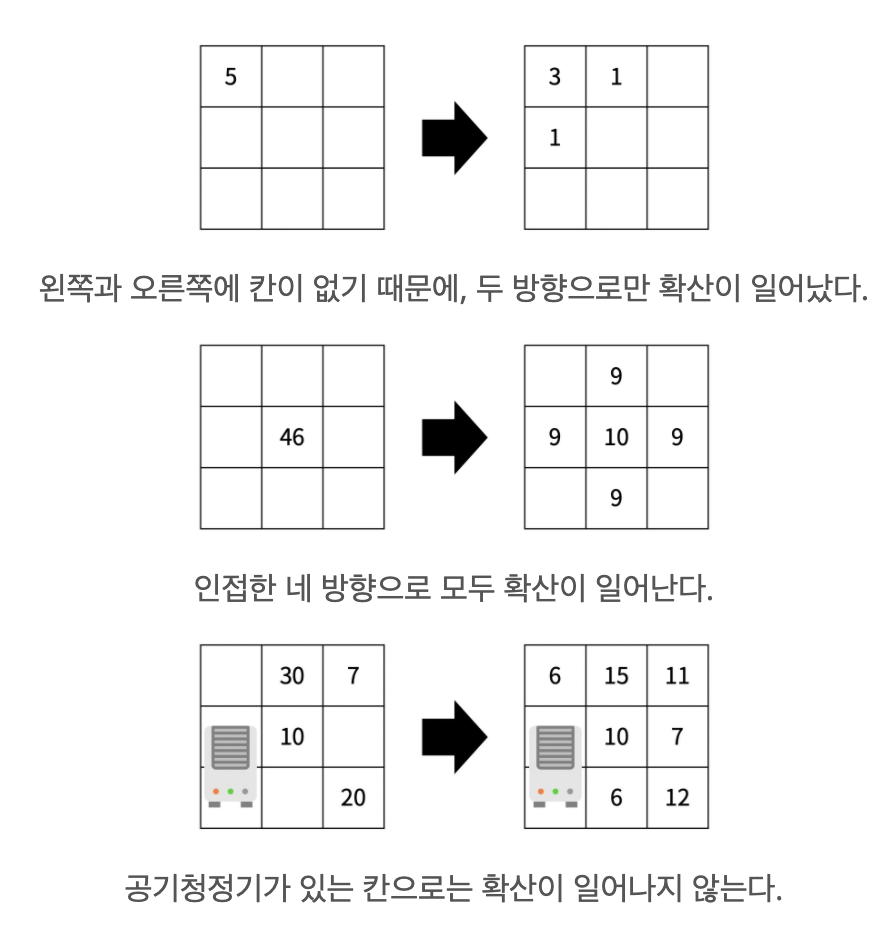 5 3 1
1
왼쪽과 오른쪽에 칸이 없기 때문에, 두 방향으로만 확산이 일어났다.
9
46 9 10 9
9
인접한 네 방향으로 모두 확산이 일어난다.
30 7 6 15 11
10 10 7
20 6 12
공기청정기가 있는 칸으로는 확산이 일어나지 않는다.